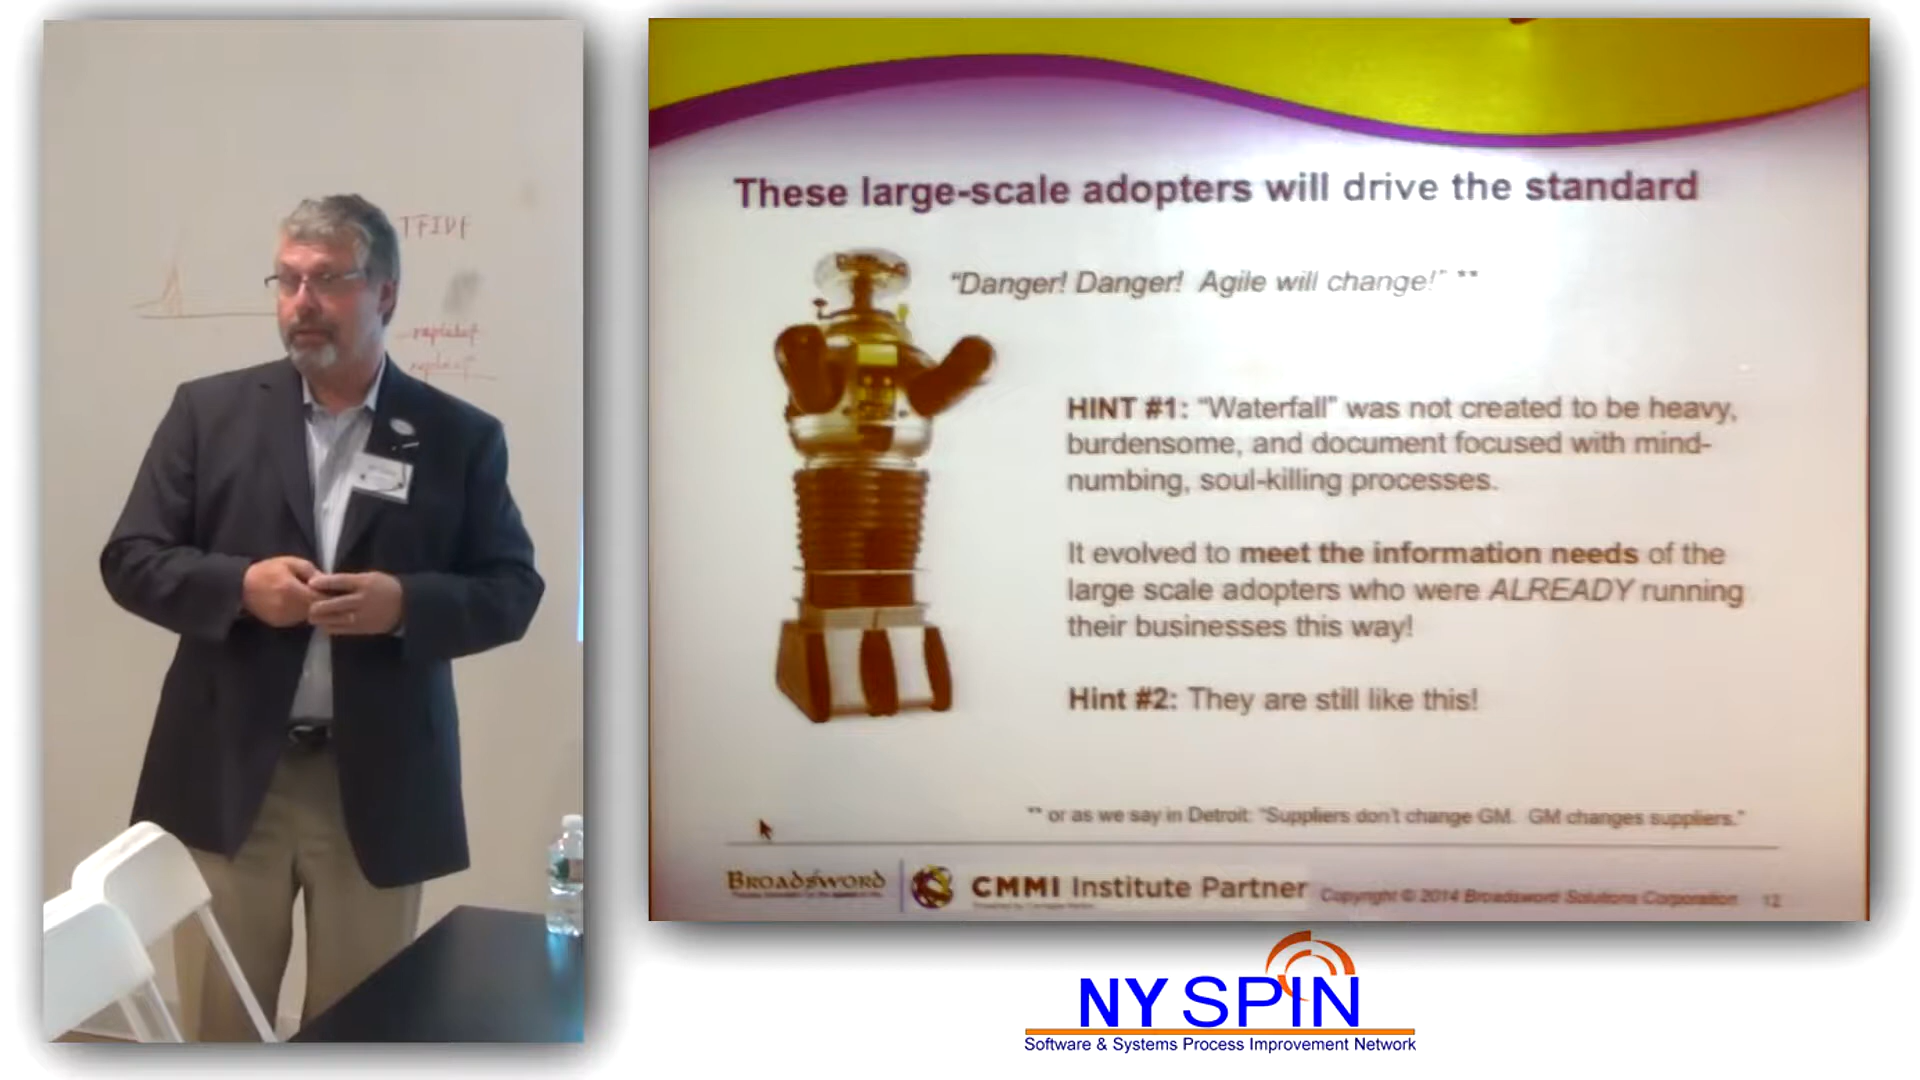 TFIDF
These large-scale adopters will drive the standard
"Danger! Danger!  Agile will change!" **
HINT #1: "Waterfall" was not created to be heavy,
burdensome, and document focused with mind-
numbing, soul-killing processes.
It evolved to meet the information needs of the
large scale adopters who were ALREADY running
their businesses this way!
Hint #2: They are still like this!
** or as we say in Detroit: "Suppliers don't change GM.  GM changes suppliers."
BROADSWORD
CMMI Institute Partner
Copyright © 2014 Broadsword Solutions Corporation
12
NY SPIN
Software & Systems Process Improvement Network